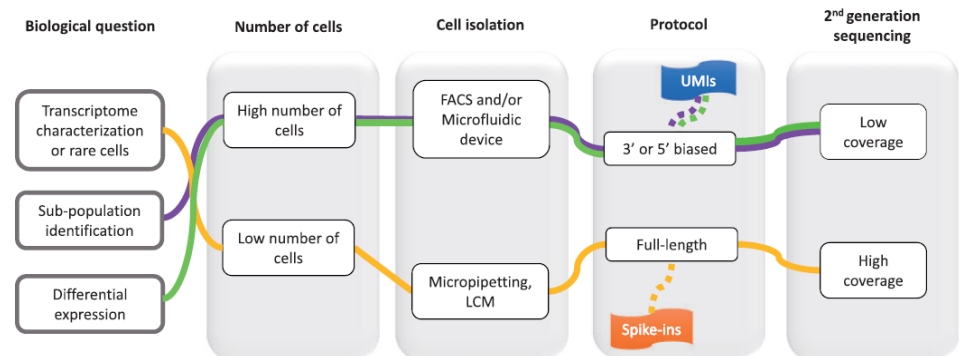 Biological question
Number of cells
Cell isolation
Protocol
2nd generation
sequencing
Transcriptome
characterization
or rare cells
Sub-population
identification
Differential
expression
High number of
cells
Low number of
cells
FACS and/or
Microfluidic
device
Micropipetting,
LCM
UMIs
3’ or 5’ biased
Full-length
Spike-ins
Low
coverage
High
coverage